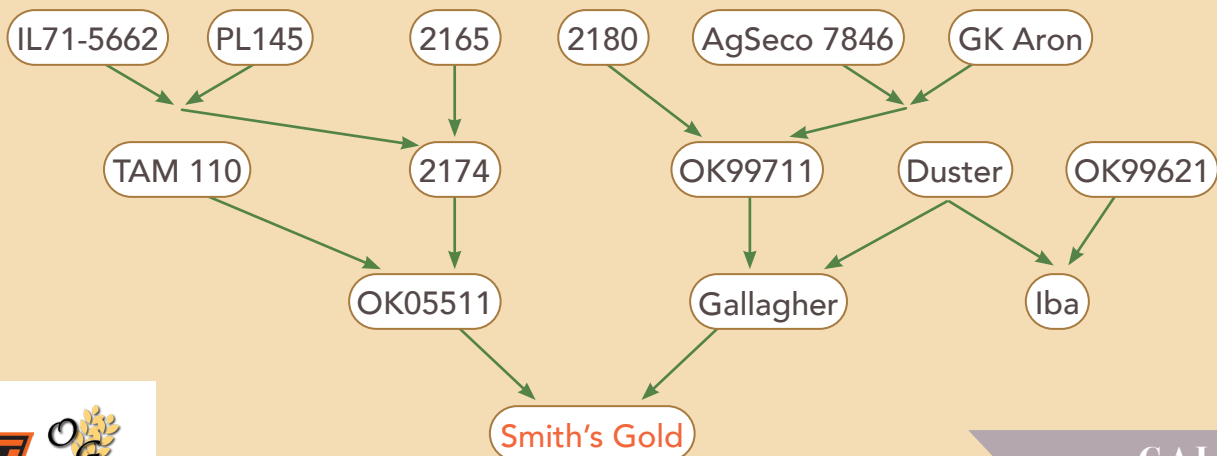 IL71-5662 PL145 2165 2180 AgSeco 7846 GK Aron
TAM 110 2174 OK99711 Duster OK99621
OK05511 Gallagher Iba
Smith's Gold